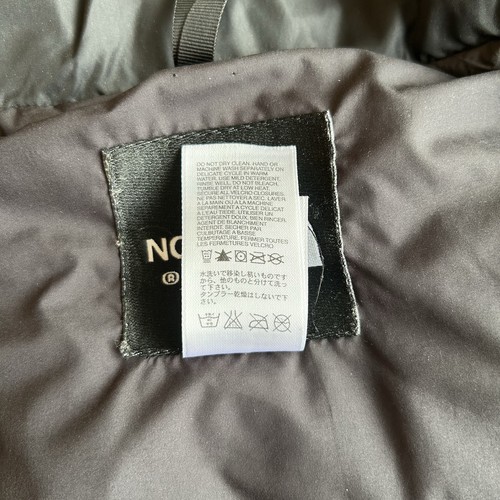 DO NOT DRY CLEAN. HAND OR
MACHINE WASH SEPARATELY ON
DELICATE CYCLE IN WARM
WATER. USE MILD DETERGENT.
RINSE WELL. DO NOT BLEACH.
TUMBLE DRY AT LOW HEAT.
SECURE ALL VELCRO CLOSURES.
NE PAS NETTOYER A SEC. LAVER
A LA MAIN OU A LA MACHINE
SEPAREMENT A CYCLE DELICAT
A L'EAU TIEDE. UTILISER UN
DETERGENT DOUX. BIEN RINCER.
AGENT DE BLANCHIMENT
INTERDIT. SECHER PAR
CULBUTAGE A BASSE
TEMPERATURE. FERMER TOUTES
LES FERMETURES VELCRO.
NO
®
水洗いで移染し易いものです
から、他のものと分けて洗っ
て下さい。
タンブラー乾燥はしないで下
さい。